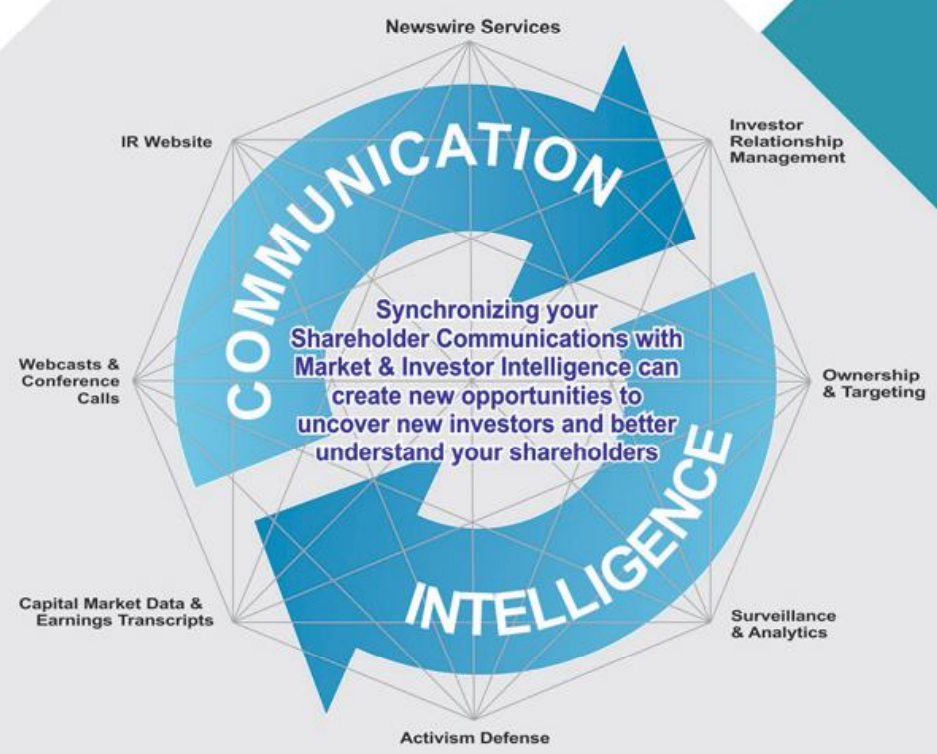 Newswire Services
IR Website
Investor
Relationship
Management
COMMUNICATION
Synchronizing your
Shareholder Communications with
Market & Investor Intelligence can
create new opportunities to
uncover new investors and better
understand your shareholders
Webcasts &
Conference
Calls
Ownership
& Targeting
INTELLIGENCE
Capital Market Data &
Earnings Transcripts
Surveillance
& Analytics
Activism Defense